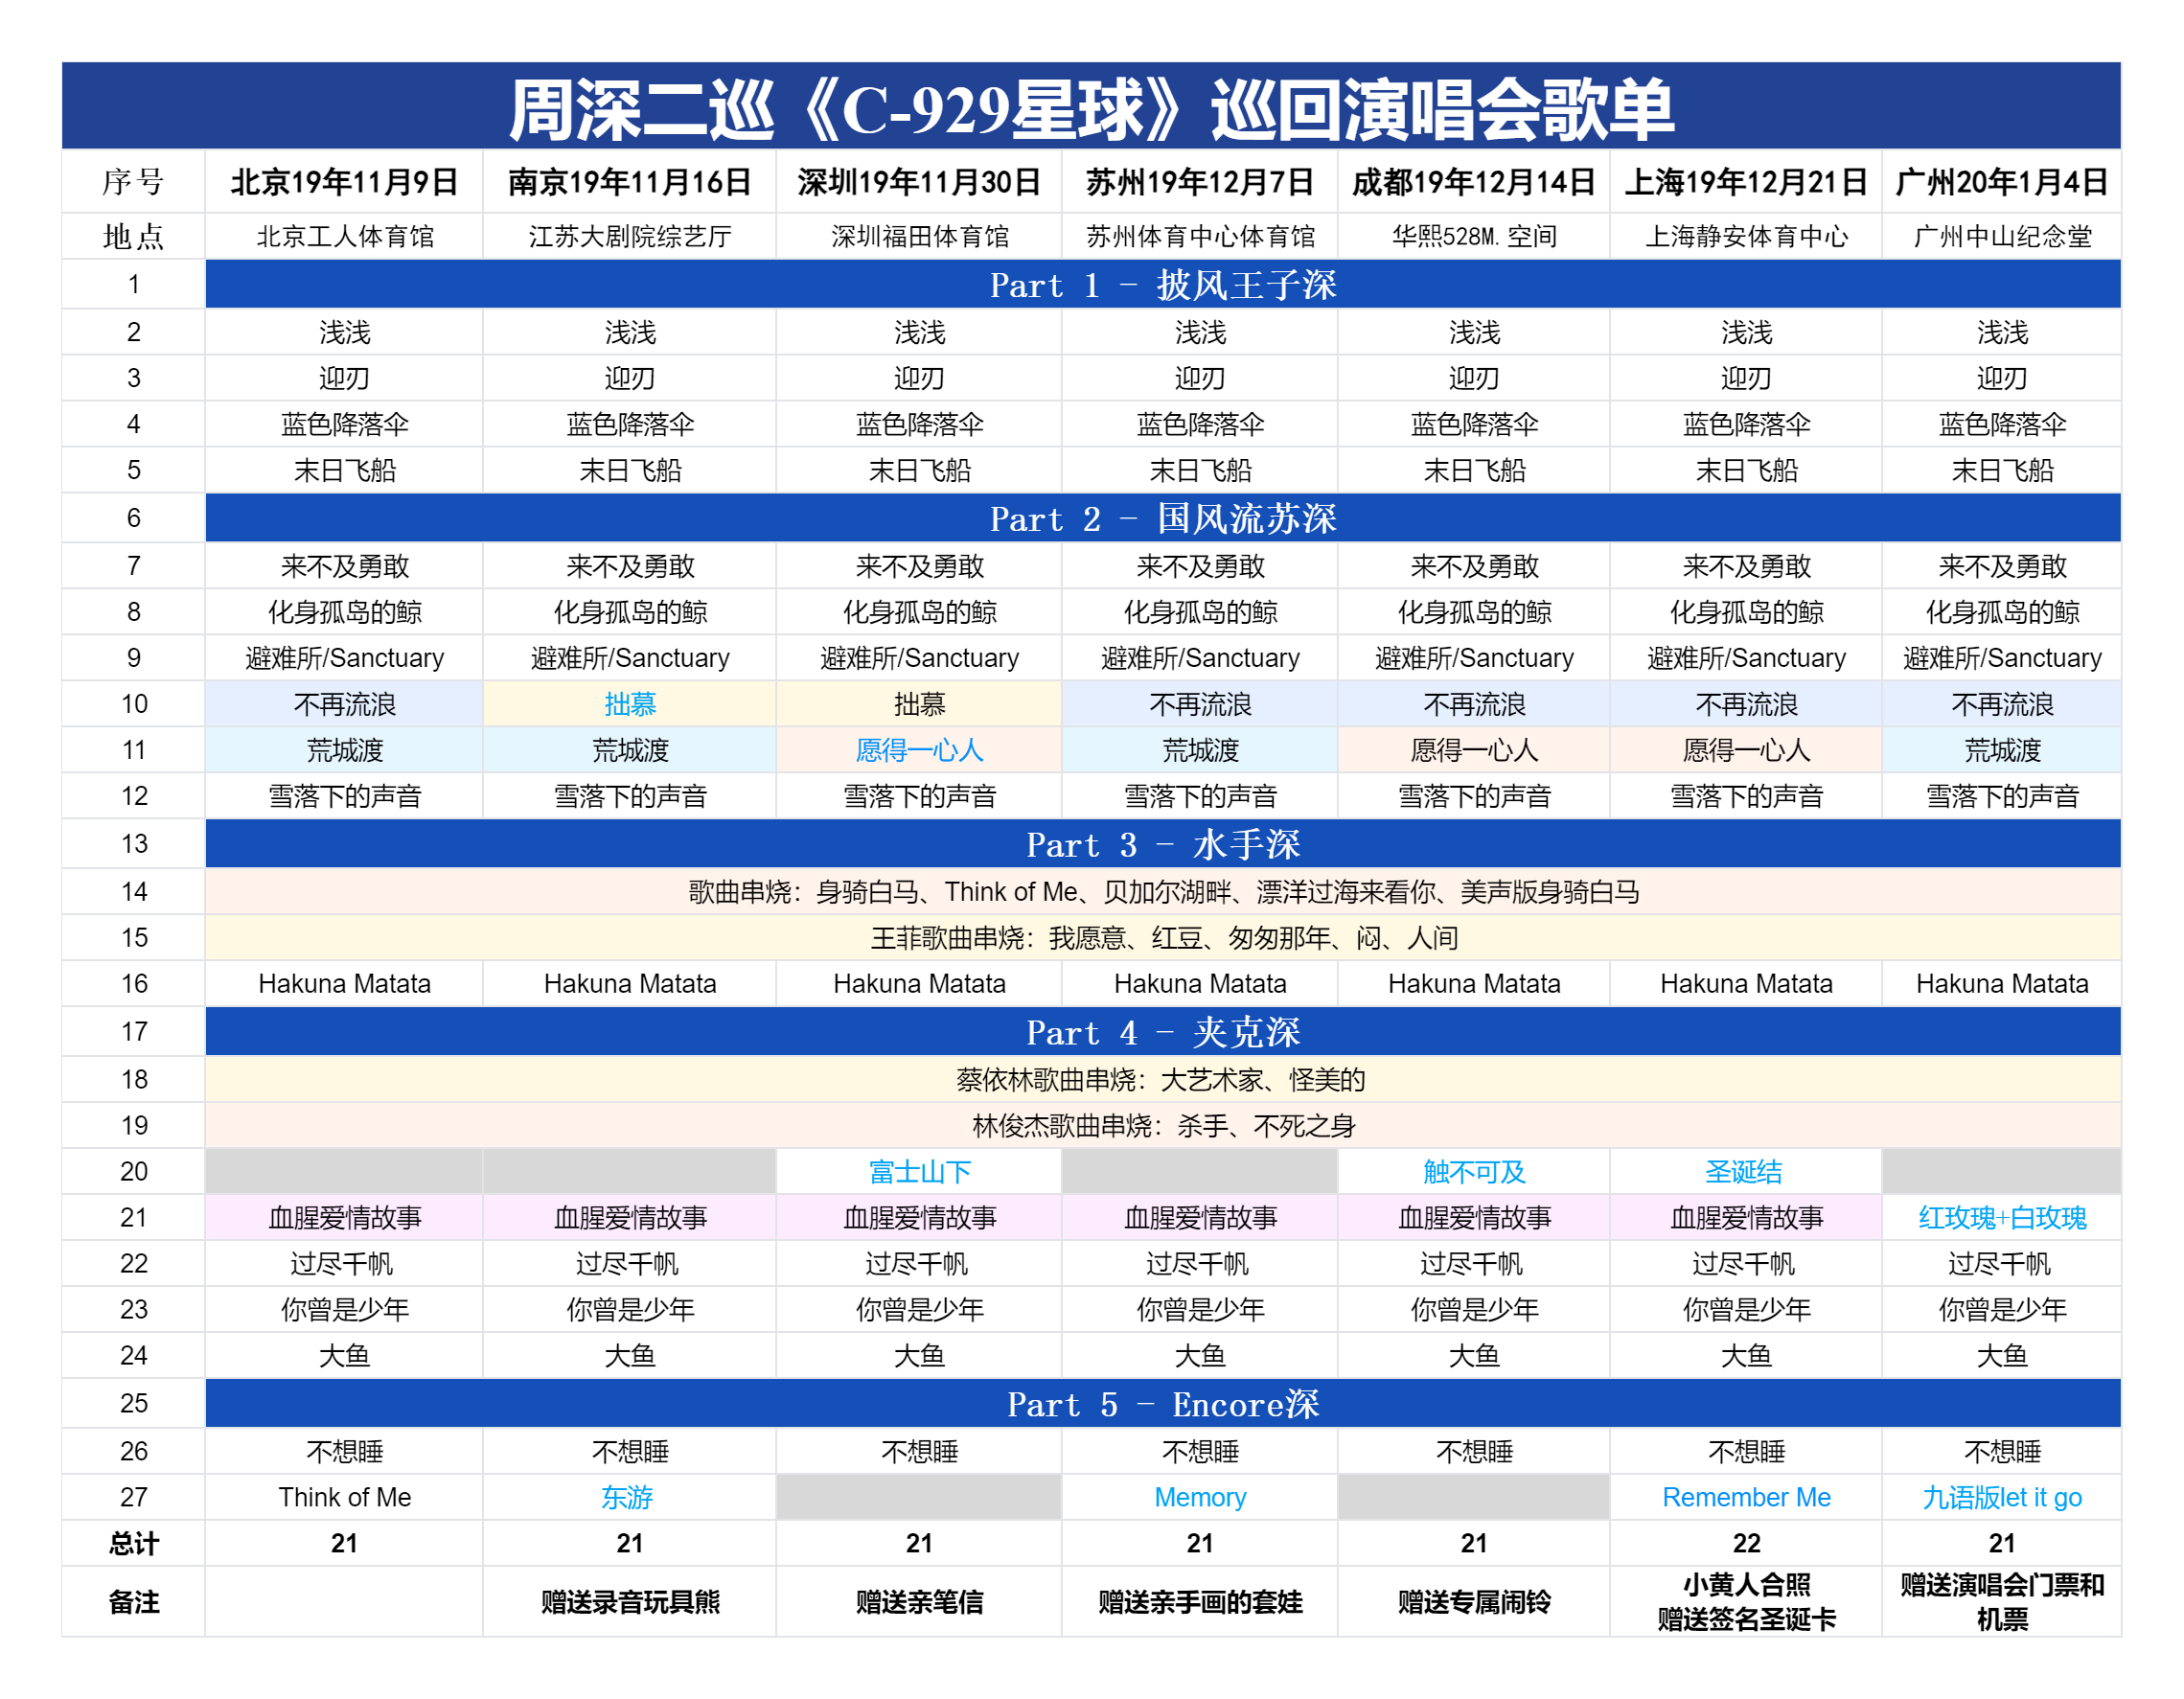 周深二巡《C-929星球》巡回演唱会歌单
序号 北京19年11月9日 南京19年11月16日 深圳19年11月30日 苏州19年12月7日 成都19年12月14日 上海19年12月21日 广州20年1月4日
地点 北京工人体育馆 江苏大剧院综艺厅 深圳福田体育馆 苏州体育中心体育馆 华熙528M.空间 上海静安体育中心 广州中山纪念堂
1 Part 1 - 披风王子深
2 浅浅 浅浅 浅浅 浅浅 浅浅 浅浅 浅浅
3 迎刃 迎刃 迎刃 迎刃 迎刃 迎刃 迎刃
4 蓝色降落伞 蓝色降落伞 蓝色降落伞 蓝色降落伞 蓝色降落伞 蓝色降落伞 蓝色降落伞
5 末日飞船 末日飞船 末日飞船 末日飞船 末日飞船 末日飞船 末日飞船
6 Part 2 - 国风流苏深
7 来不及勇敢 来不及勇敢 来不及勇敢 来不及勇敢 来不及勇敢 来不及勇敢 来不及勇敢
8 化身孤岛的鲸 化身孤岛的鲸 化身孤岛的鲸 化身孤岛的鲸 化身孤岛的鲸 化身孤岛的鲸 化身孤岛的鲸
9 避难所/Sanctuary 避难所/Sanctuary 避难所/Sanctuary 避难所/Sanctuary 避难所/Sanctuary 避难所/Sanctuary 避难所/Sanctuary
10 不再流浪 拙慕 拙慕 不再流浪 不再流浪 不再流浪 不再流浪
11 荒城渡 荒城渡 愿得一心人 荒城渡 愿得一心人 愿得一心人 荒城渡
12 雪落下的声音 雪落下的声音 雪落下的声音 雪落下的声音 雪落下的声音 雪落下的声音 雪落下的声音
13 Part 3 - 水手深
14 歌曲串烧：身骑白马、Think of Me、贝加尔湖畔、漂洋过海来看你、美声版身骑白马
15 王菲歌曲串烧：我愿意、红豆、匆匆那年、闷、人间
16 Hakuna Matata Hakuna Matata Hakuna Matata Hakuna Matata Hakuna Matata Hakuna Matata Hakuna Matata
17 Part 4 - 夹克深
18 蔡依林歌曲串烧：大艺术家、怪美的
19 林俊杰歌曲串烧：杀手、不死之身
20 富士山下 触不可及 圣诞结
21 血腥爱情故事 血腥爱情故事 血腥爱情故事 血腥爱情故事 血腥爱情故事 血腥爱情故事 红玫瑰+白玫瑰
22 过尽千帆 过尽千帆 过尽千帆 过尽千帆 过尽千帆 过尽千帆 过尽千帆
23 你曾是少年 你曾是少年 你曾是少年 你曾是少年 你曾是少年 你曾是少年 你曾是少年
24 大鱼 大鱼 大鱼 大鱼 大鱼 大鱼 大鱼
25 Part 5 - Encore深
26 不想睡 不想睡 不想睡 不想睡 不想睡 不想睡 不想睡
27 Think of Me 东游 Memory Remember Me 九语版let it go
总计 21 21 21 21 21 22 21
备注 赠送录音玩具熊 赠送亲笔信 赠送亲手画的套娃 赠送专属闹铃 小黄人合照 赠送演唱会门票和
赠送签名圣诞卡 机票